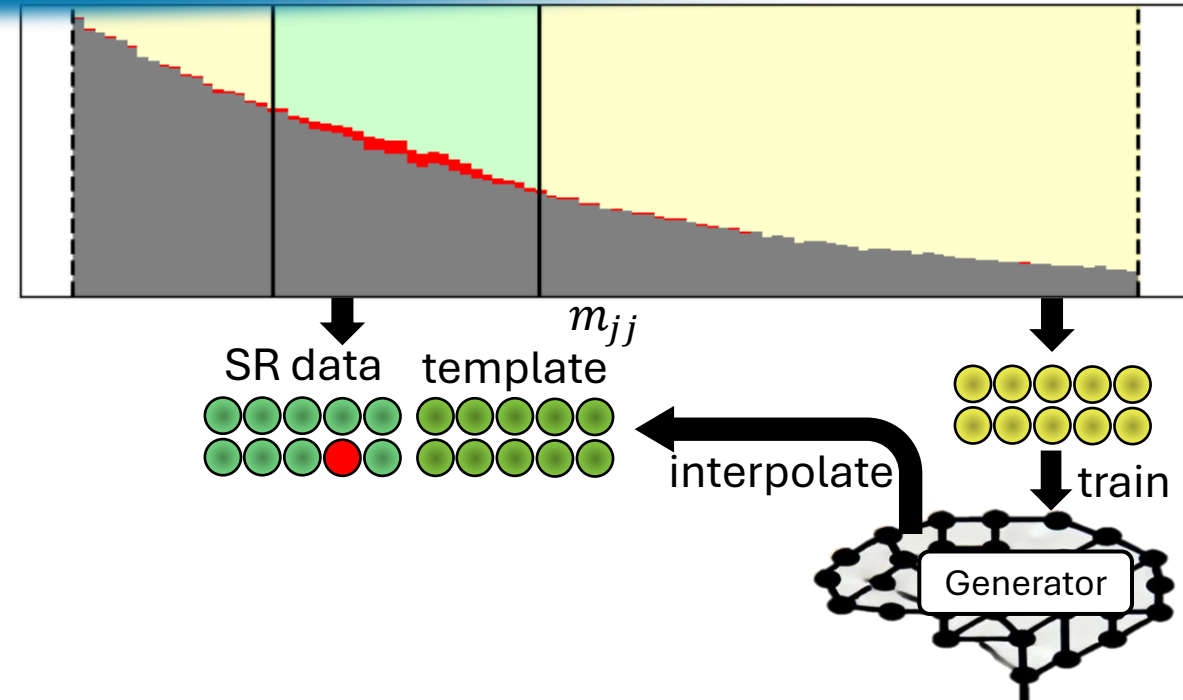 m_jj
SR data
template
interpolate
train
Generator